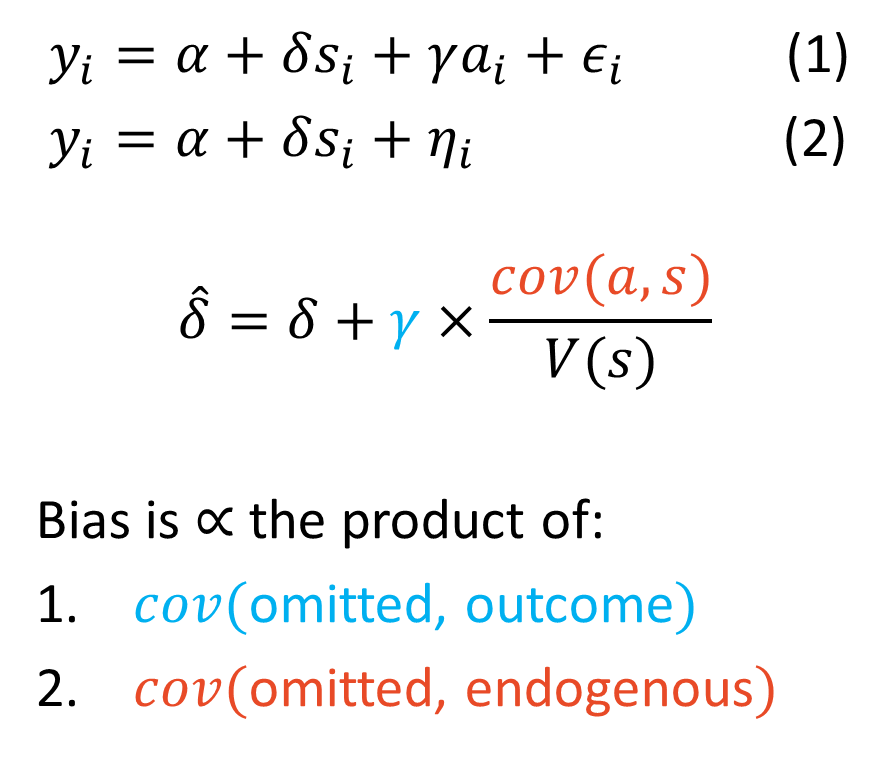 yᵢ = α + δsᵢ + γaᵢ + ϵᵢ (1)
yᵢ = α + δsᵢ + ηᵢ (2)
δ̂ = δ + γ × cov(a, s) / V(s)
Bias is ∝ the product of:
1. cov(omitted, outcome)
2. cov(omitted, endogenous)